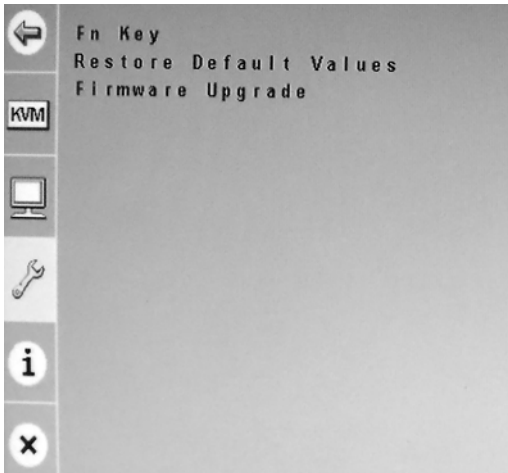 Fn Key
Restore Default Values
Firmware Upgrade
KVM
i
x